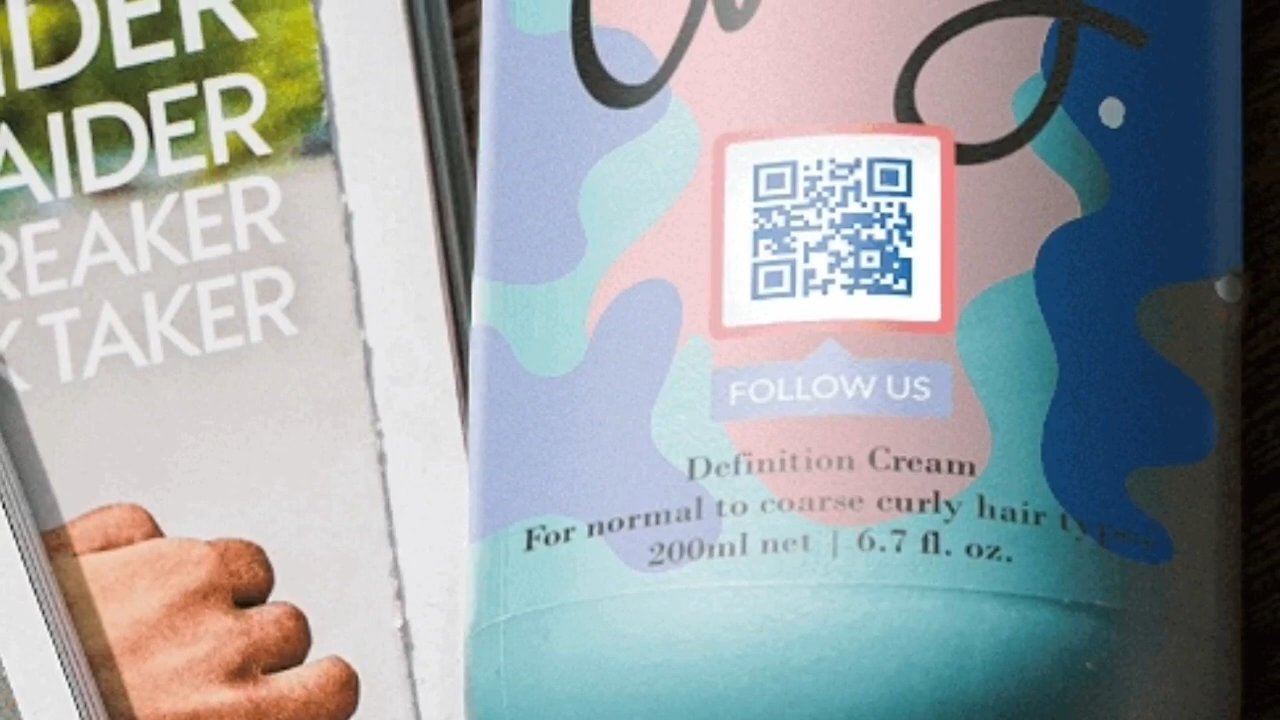 IDER
AIDER
REAKER
K TAKER
FOLLOW US
Definition Cream
For normal to coarse curly hair types
200ml net | 6.7 fl. oz.